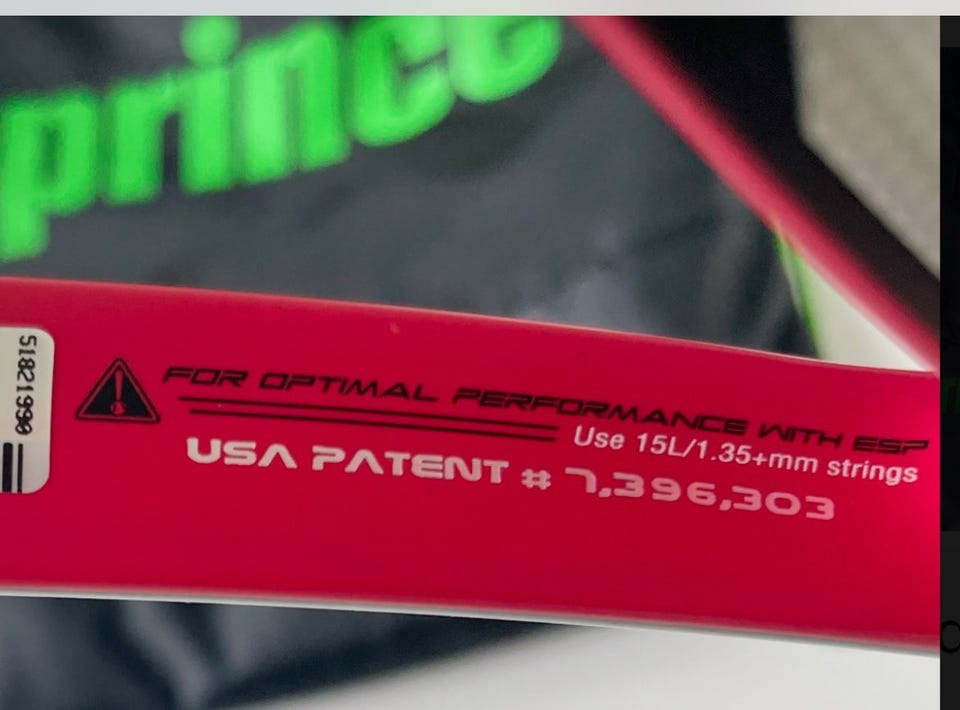 prince
51821990
FOR OPTIMAL PERFORMANCE WITH ESP
Use 15L/1.35+mm strings
USA PATENT # 7,396,303